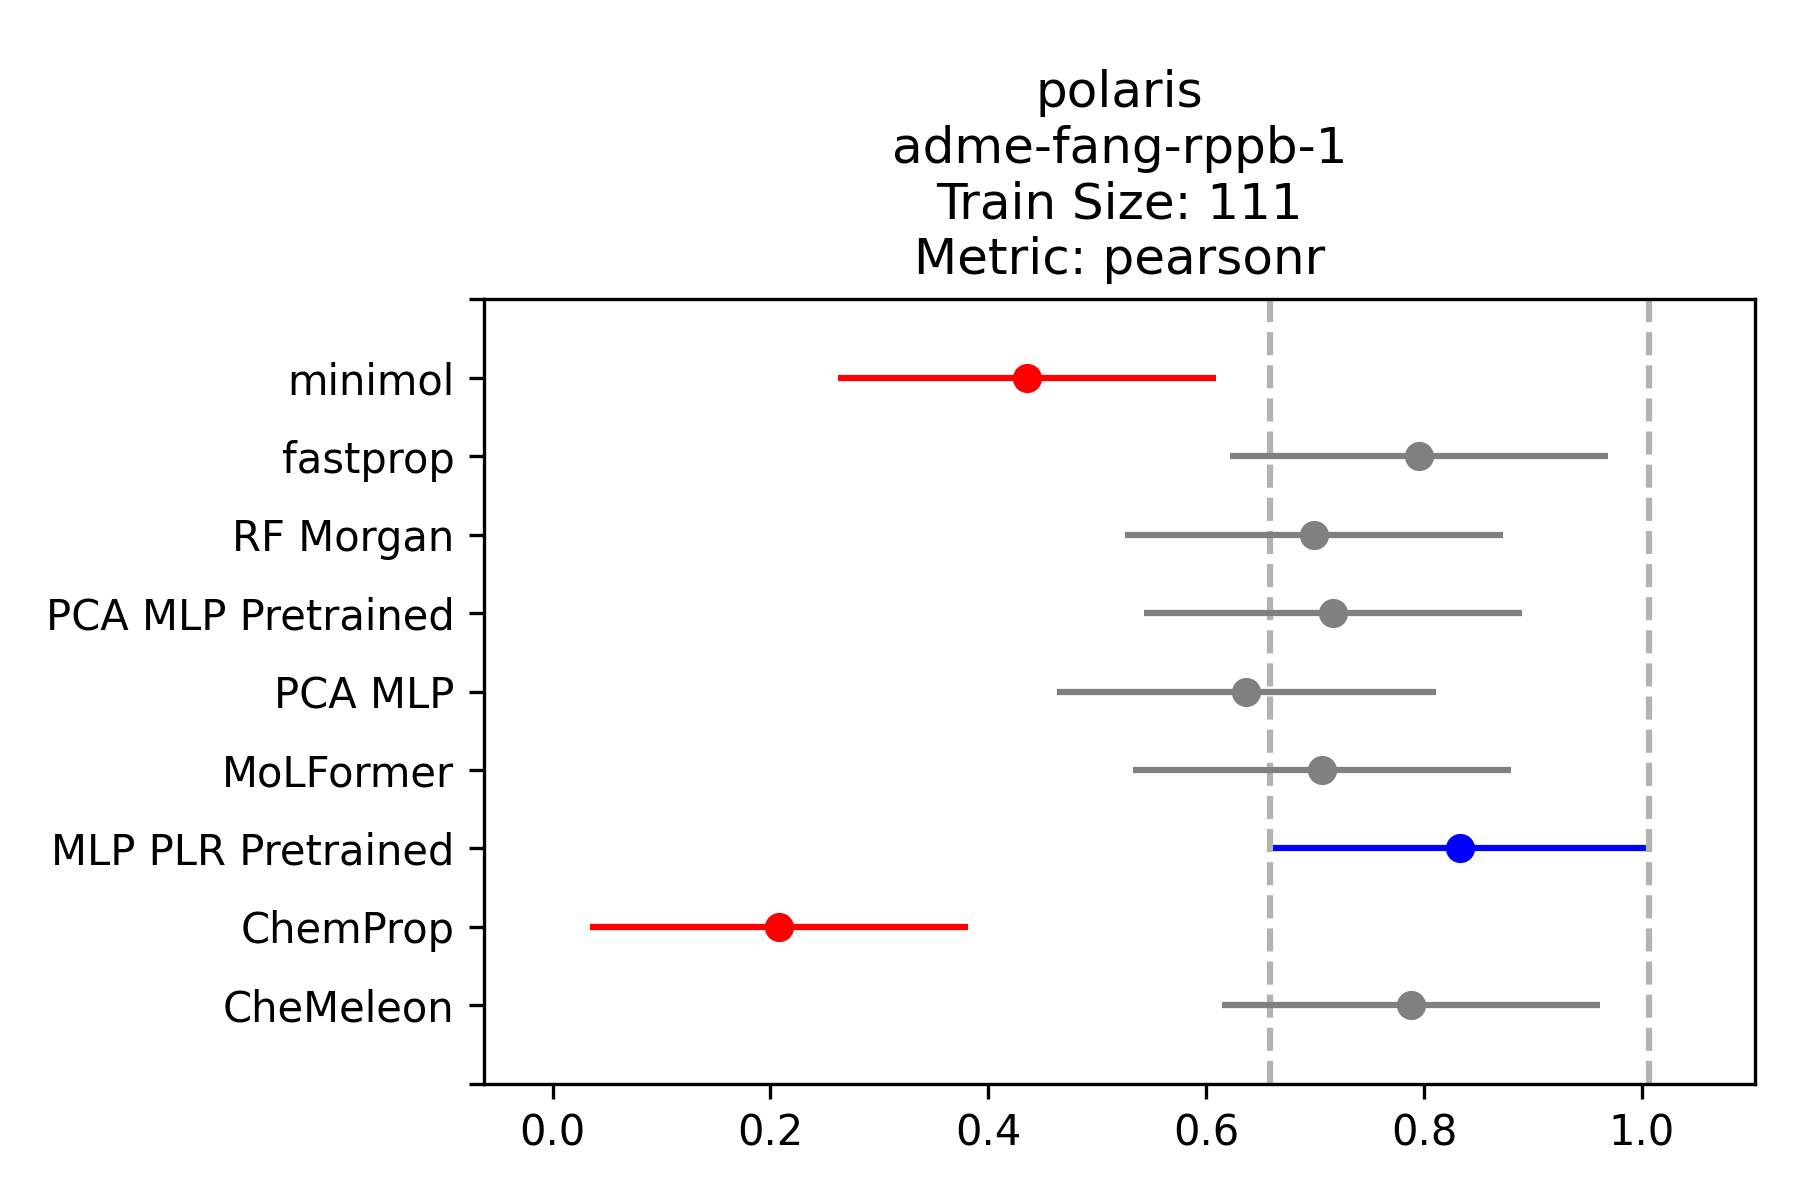 polaris
adme-fang-rppb-1
Train Size: 111
Metric: pearsonr
minimol
fastprop
RF Morgan
PCA MLP Pretrained
PCA MLP
MoLFormer
MLP PLR Pretrained
ChemProp
CheMeleon
0.0 0.2 0.4 0.6 0.8 1.0